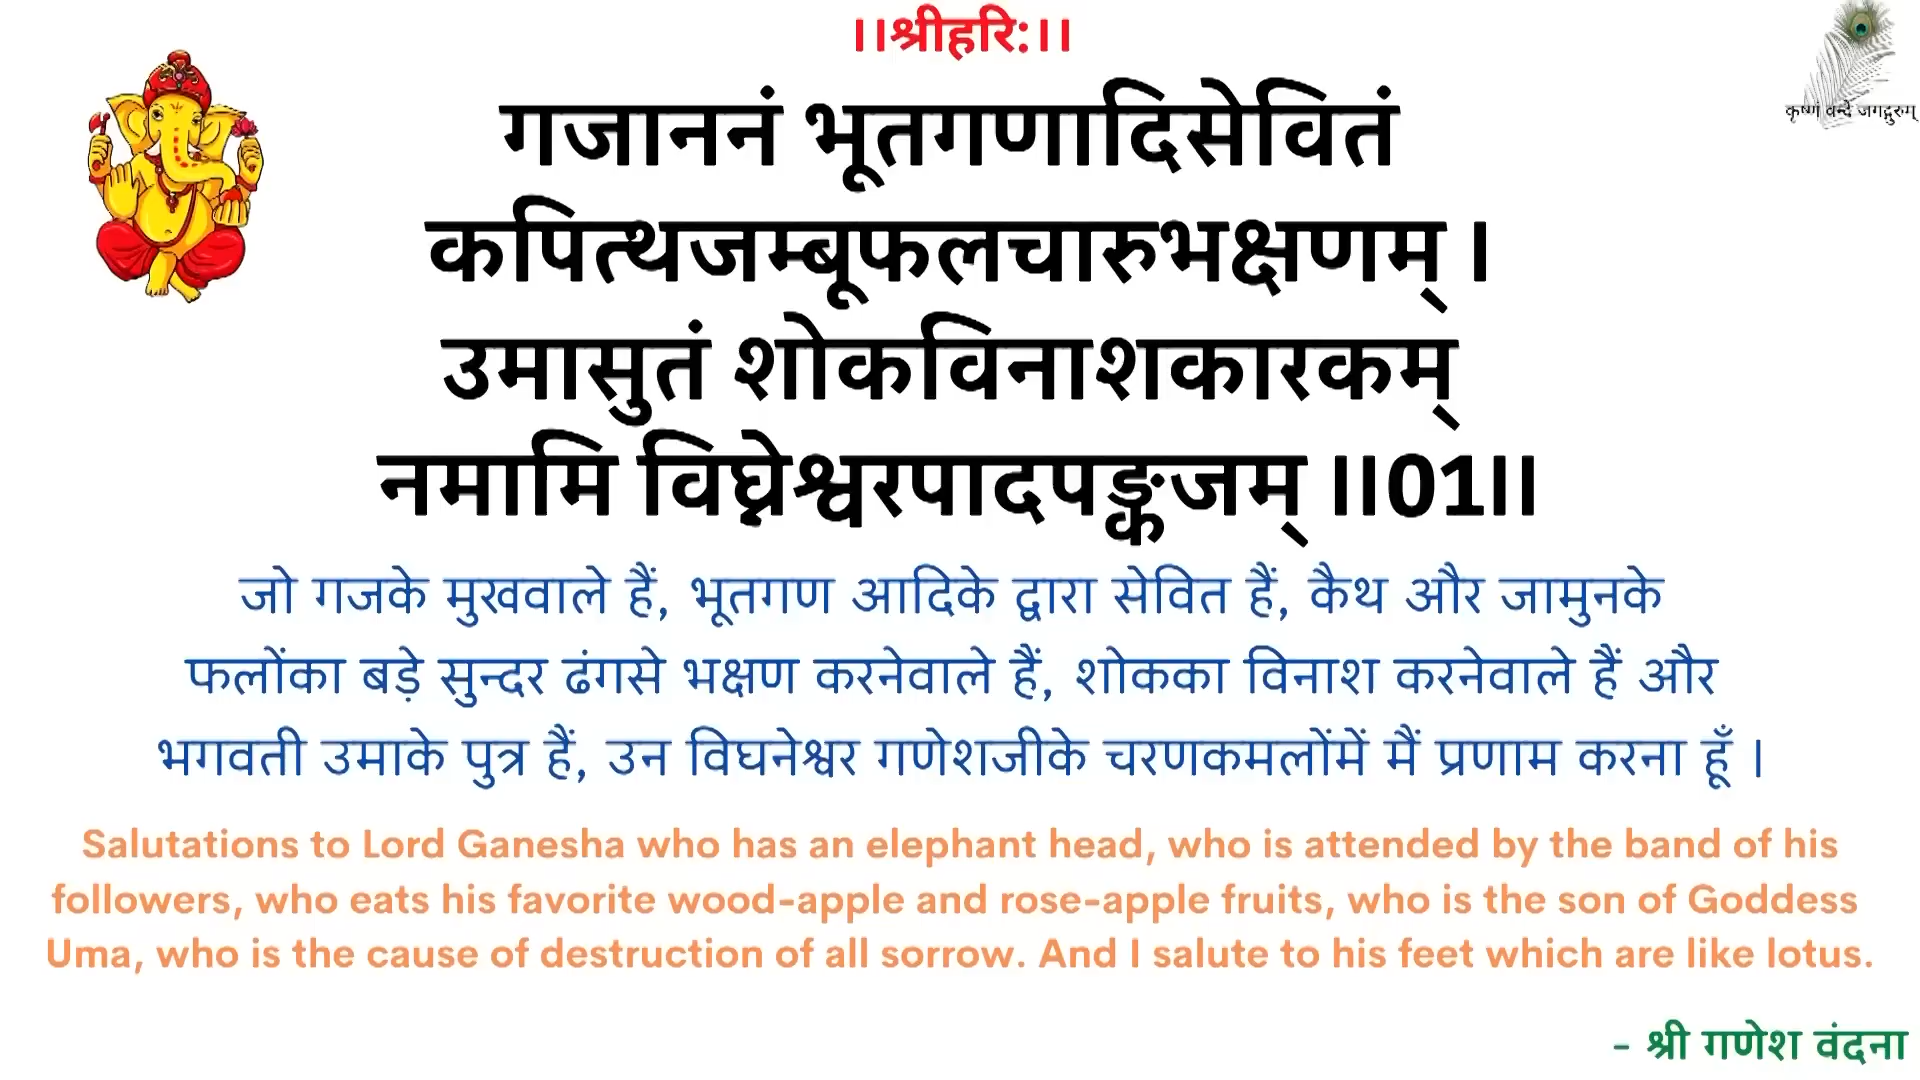 ।।श्रीहरि:।।
कृष्णं वन्दे जगद्गुरुम्
गजाननं भूतगणादिसेवितं
कपित्थजम्बूफलचारुभक्षणम् ।
उमासुतं शोकविनाशकारकम्
नमामि विघ्नेश्वरपादपङ्कजम् ।।01।।
जो गजके मुखवाले हैं, भूतगण आदिके द्वारा सेवित हैं, कैथ और जामुनके
फलोंका बड़े सुन्दर ढंगसे भक्षण करनेवाले हैं, शोकका विनाश करनेवाले हैं और
भगवती उमाके पुत्र हैं, उन विघनेश्वर गणेशजीके चरणकमलोंमें मैं प्रणाम करना हूँ ।
Salutations to Lord Ganesha who has an elephant head, who is attended by the band of his
followers, who eats his favorite wood-apple and rose-apple fruits, who is the son of Goddess
Uma, who is the cause of destruction of all sorrow. And I salute to his feet which are like lotus.
- श्री गणेश वंदना